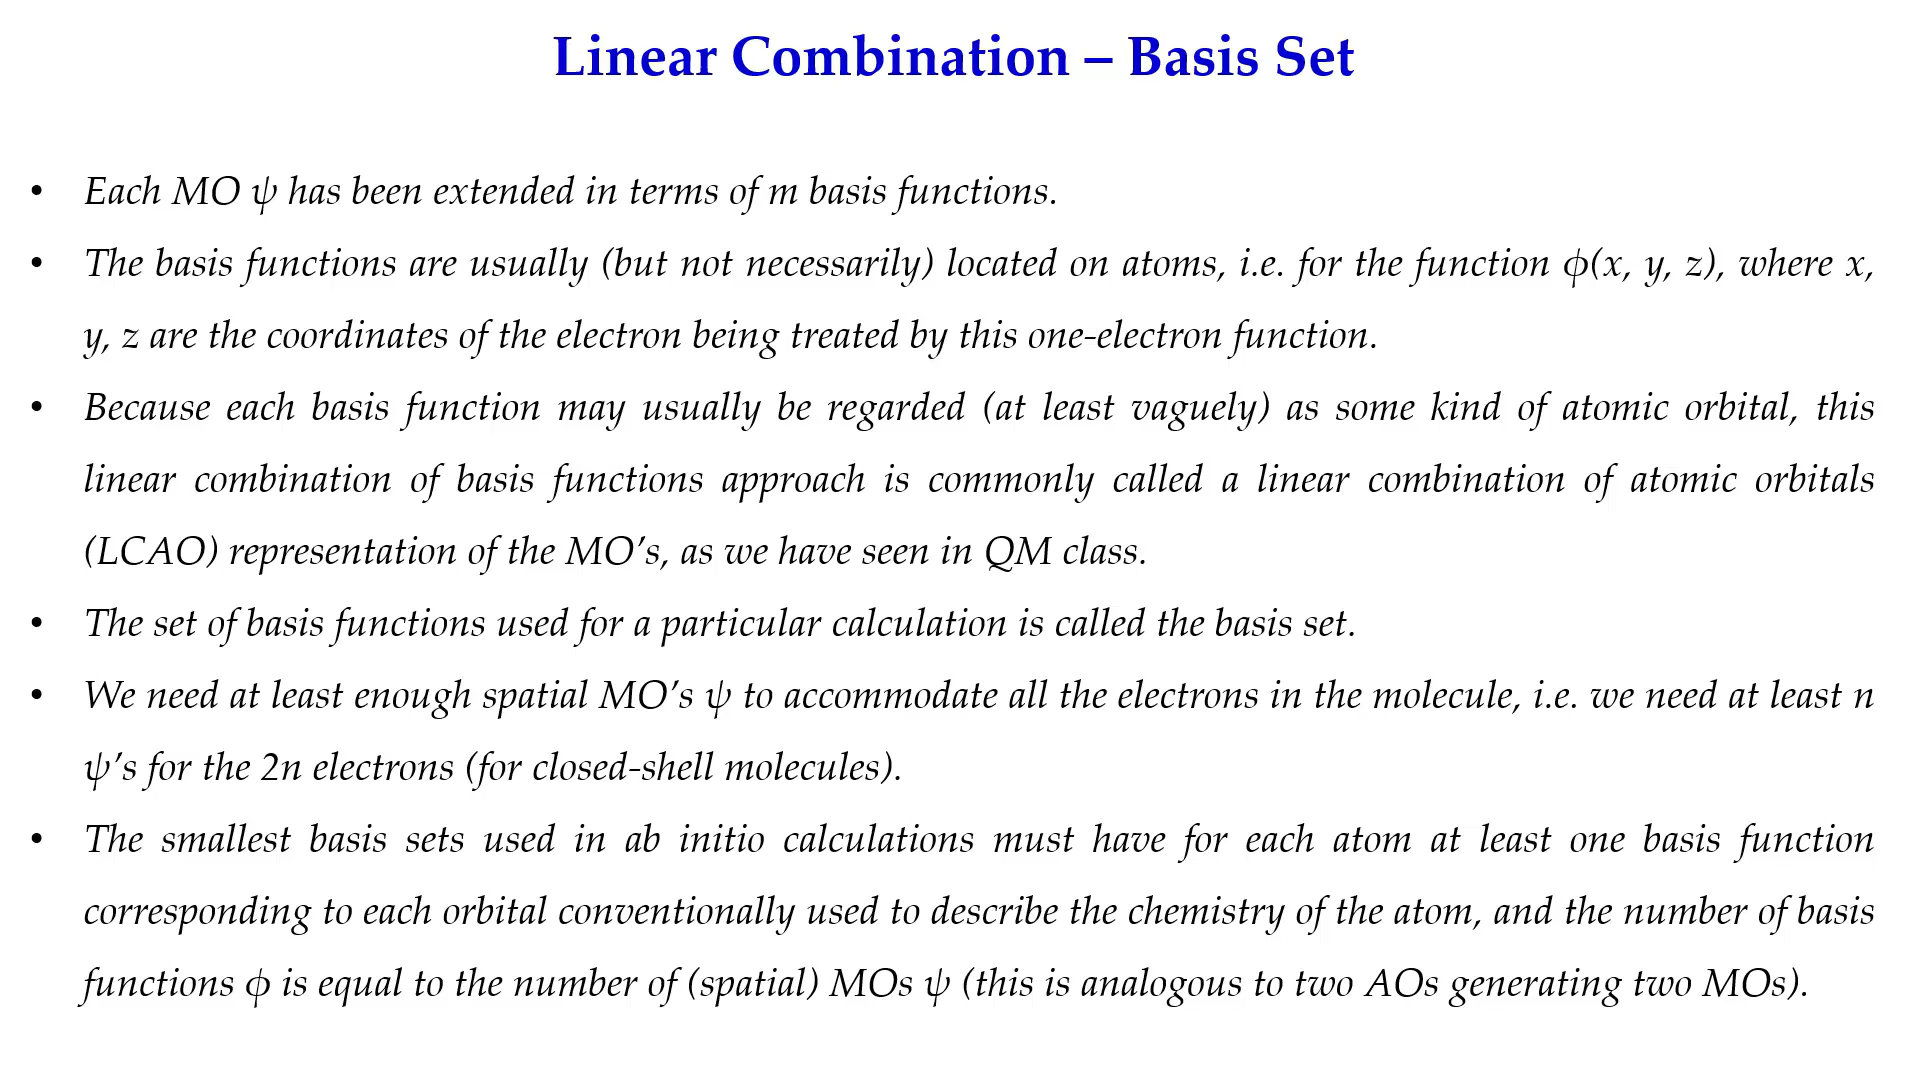 Linear Combination – Basis Set
• Each MO ψ has been extended in terms of m basis functions.
• The basis functions are usually (but not necessarily) located on atoms, i.e. for the function ϕ(x, y, z), where x,
y, z are the coordinates of the electron being treated by this one-electron function.
• Because each basis function may usually be regarded (at least vaguely) as some kind of atomic orbital, this
linear combination of basis functions approach is commonly called a linear combination of atomic orbitals
(LCAO) representation of the MO’s, as we have seen in QM class.
• The set of basis functions used for a particular calculation is called the basis set.
• We need at least enough spatial MO’s ψ to accommodate all the electrons in the molecule, i.e. we need at least n
ψ’s for the 2n electrons (for closed-shell molecules).
• The smallest basis sets used in ab initio calculations must have for each atom at least one basis function
corresponding to each orbital conventionally used to describe the chemistry of the atom, and the number of basis
functions ϕ is equal to the number of (spatial) MOs ψ (this is analogous to two AOs generating two MOs).